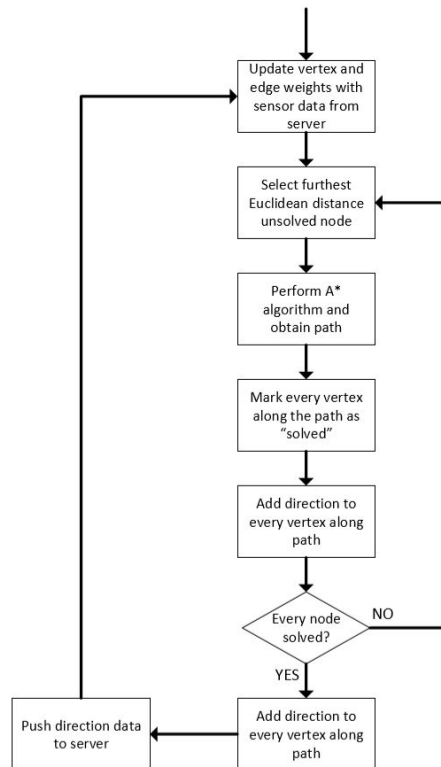 Update vertex and
edge weights with
sensor data from
server
Select furthest
Euclidean distance
unsolved node
Perform A*
algorithm and
obtain path
Mark every vertex
along the path as
“solved”
Add direction to
every vertex along
path
Every node
solved?
NO
YES
Add direction to
every vertex along
path
Push direction data
to server